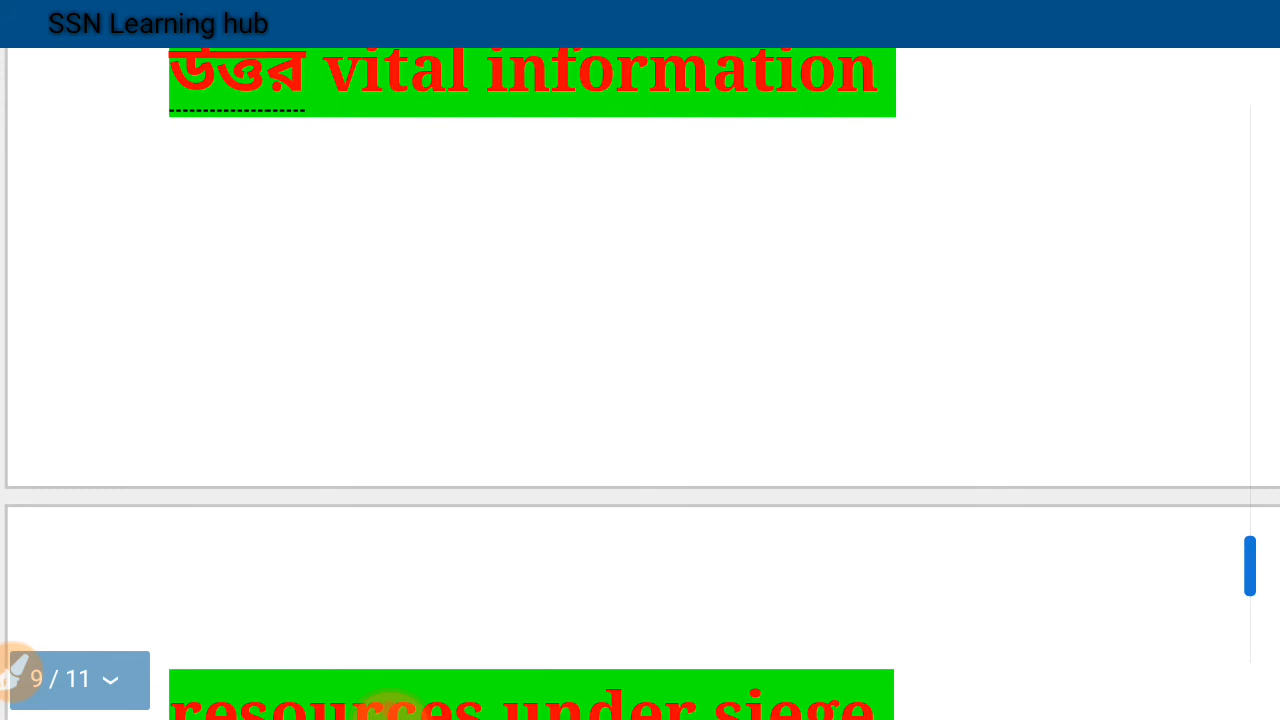 SSN Learning hub
উত্তর vital information
9 / 11
resources under siege